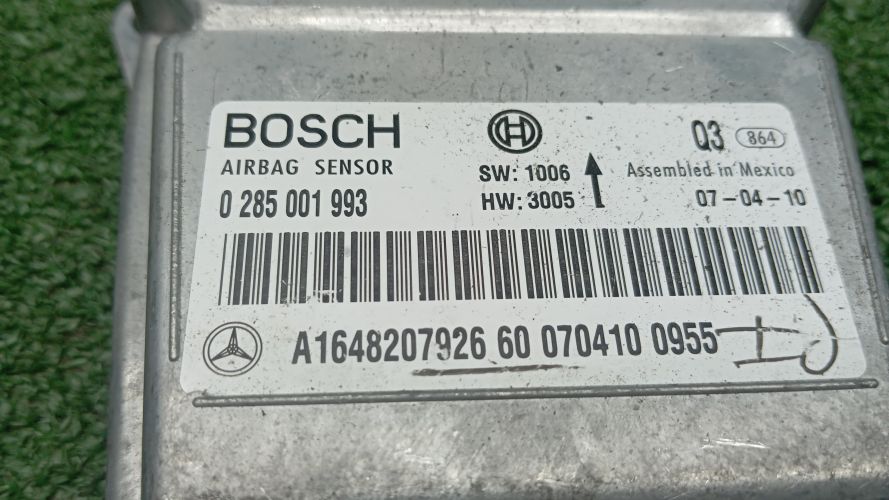 BOSCH
AIRBAG SENSOR
0 285 001 993
SW: 1006
HW: 3005
Q3 864
Assembled in Mexico
07-04-10
A1648207926 60 070410 0955